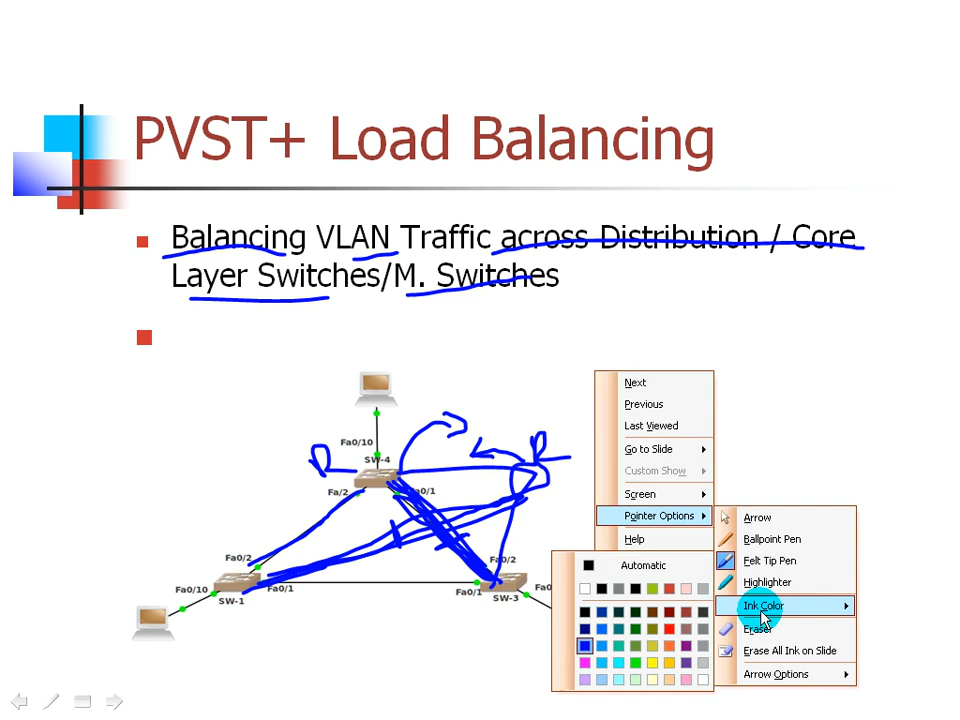 PVST+ Load Balancing
Balancing VLAN Traffic across Distribution / Core
Layer Switches/M. Switches
Fa0/10
SW-4
Fa/2
Fa0/2
Fa0/10
SW-1
Fa0/1
Fa0/2
Fa0/1
SW-3
Next
Previous
Last Viewed
Go to Slide
Custom Show
Screen
Pointer Options
Help
Arrow
Ballpoint Pen
Felt Tip Pen
Highlighter
Ink Color
Eraser
Erase All Ink on Slide
Arrow Options
Automatic